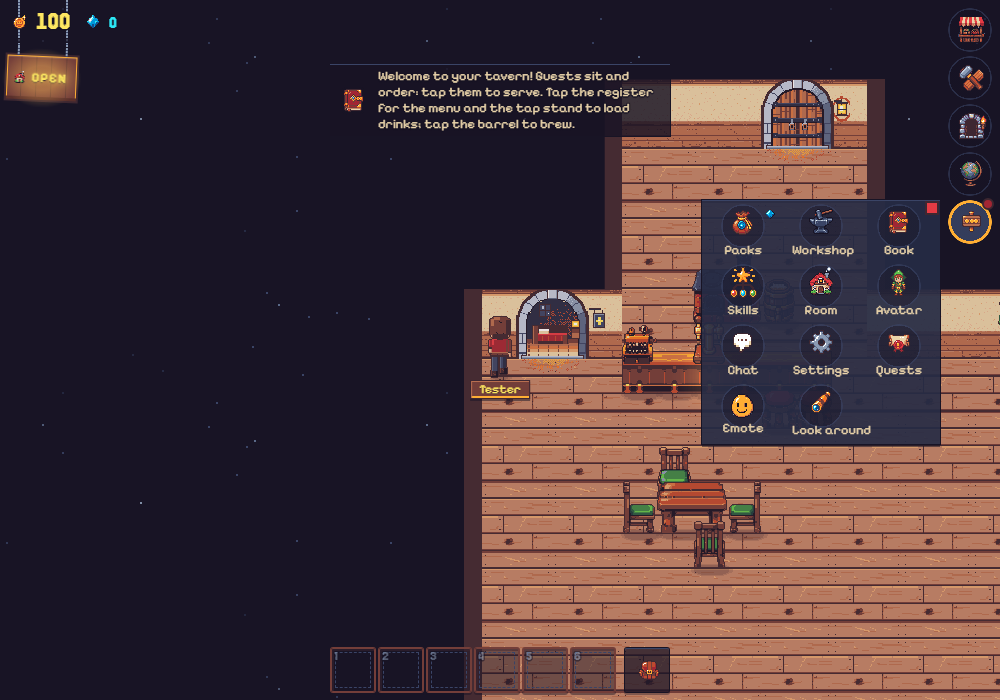 100
0
OPEN
Welcome to your tavern! Guests sit and
order: tap them to serve. Tap the register
for the menu and the tap stand to load
drinks: tap the barrel to brew.
Packs
Workshop
Book
Skills
Room
Avatar
Chat
Settings
Quests
Emote
Look around
Tester
1
2
3
4
5
6